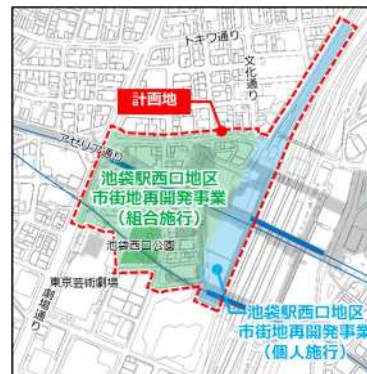 トキワ通り
文化通り
計画地
アゼリア通り
池袋駅西口地区
市街地再開発事業
（組合施行）
池袋西口公園
東京芸術劇場
劇場通り
池袋駅西口地区
市街地再開発事業
（個人施行）